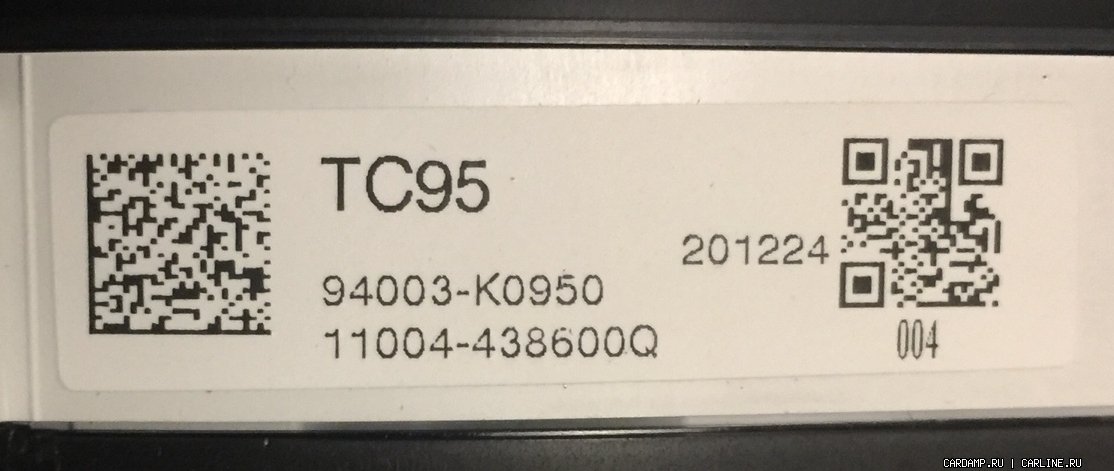 TC95
201224
94003-K0950
11004-438600Q
004
CARDAMP.RU | CARLINE.RU